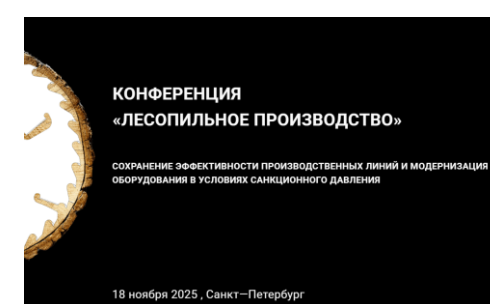 КОНФЕРЕНЦИЯ
«ЛЕСОПИЛЬНОЕ ПРОИЗВОДСТВО»
СОХРАНЕНИЕ ЭФФЕКТИВНОСТИ ПРОИЗВОДСТВЕННЫХ ЛИНИЙ И МОДЕРНИЗАЦИЯ
ОБОРУДОВАНИЯ В УСЛОВИЯХ САНКЦИОННОГО ДАВЛЕНИЯ
18 ноября 2025 , Санкт—Петербург